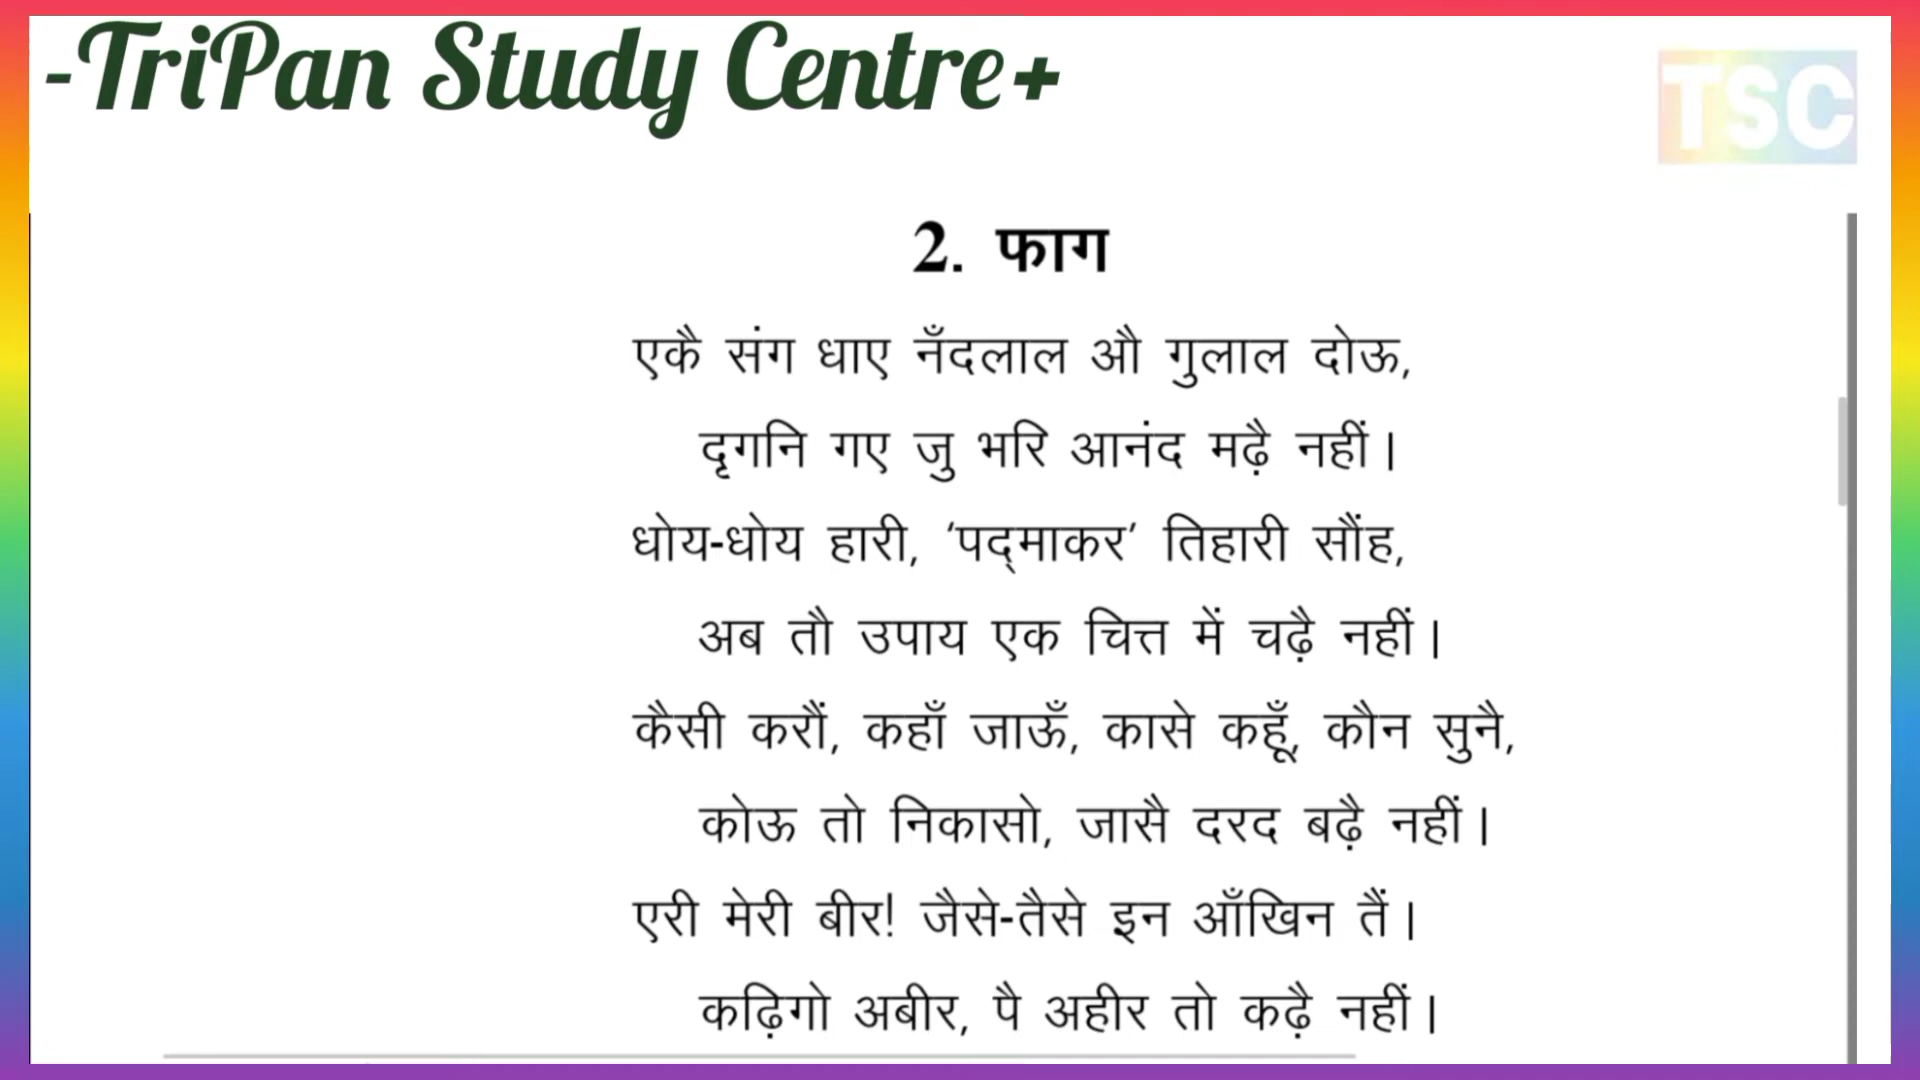 -TriPan Study Centre+
TSC
2. फाग
एकै संग धाए नँदलाल औ गुलाल दोऊ,
दृगनि गए जु भरि आनंद मढ़ै नहीं।
धोय-धोय हारी, ‘पद्‌माकर’ तिहारी सौंह,
अब तौ उपाय एक चित्त में चढ़ै नहीं।
कैसी करौं, कहाँ जाऊँ, कासे कहूँ, कौन सुनै,
कोऊ तो निकासो, जासै दरद बढ़ै नहीं।
एरी मेरी बीर! जैसे-तैसे इन आँखिन तैं।
कढ़िगो अबीर, पै अहीर तो कढ़ै नहीं।